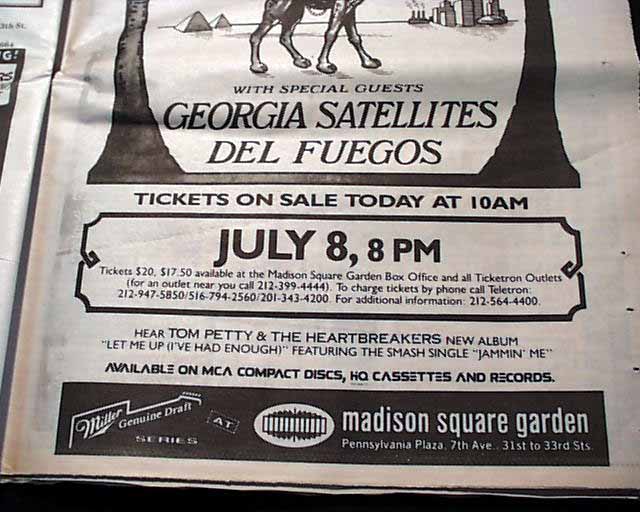 WITH SPECIAL GUESTS
GEORGIA SATELLITES
DEL FUEGOS
TICKETS ON SALE TODAY AT 10AM
JULY 8, 8 PM
Tickets $20, $17.50 available at the Madison Square Garden Box Office and all Ticketron Outlets
(for an outlet near you call 212-399-4444). To charge tickets by phone call Teletron:
212-947-5850/516-794-2560/201-343-4200. For additional information: 212-564-4400.
HEAR TOM PETTY & THE HEARTBREAKERS NEW ALBUM
"LET ME UP (I'VE HAD ENOUGH)" FEATURING THE SMASH SINGLE "JAMMIN' ME"
AVAILABLE ON MCA COMPACT DISCS, HQ CASSETTES AND RECORDS.
Miller Genuine Draft
SERIES
AT
madison square garden
Pennsylvania Plaza, 7th Ave., 31st to 33rd Sts.